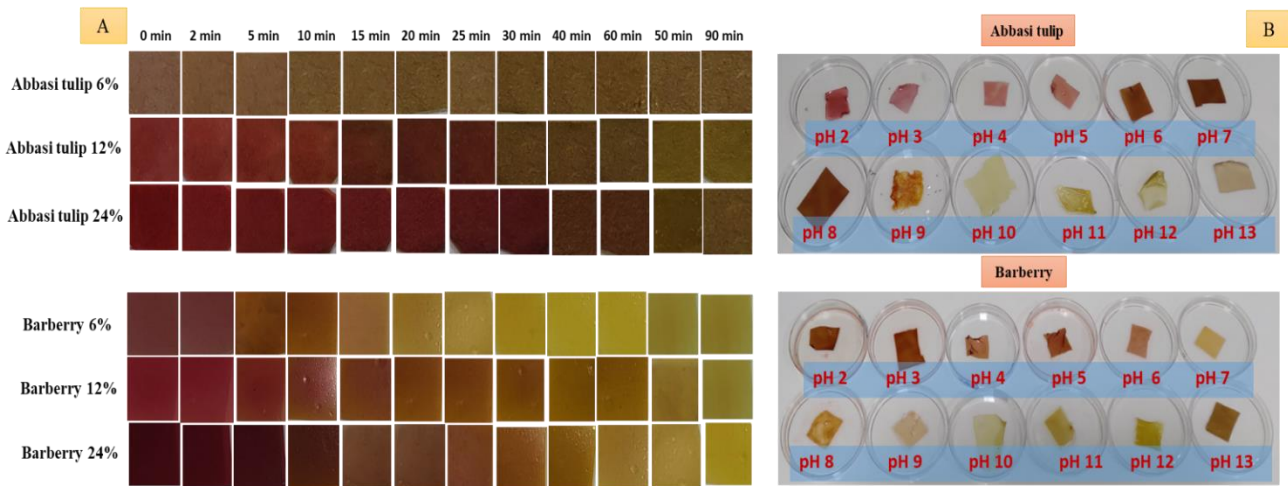 A
0 min 2 min 5 min 10 min 15 min 20 min 25 min 30 min 40 min 60 min 50 min 90 min
Abbasi tulip 6%
Abbasi tulip 12%
Abbasi tulip 24%
Barberry 6%
Barberry 12%
Barberry 24%
Abbasi tulip
B
pH 2 pH 3 pH 4 pH 5 pH 6 pH 7
pH 8 pH 9 pH 10 pH 11 pH 12 pH 13
Barberry
pH 2 pH 3 pH 4 pH 5 pH 6 pH 7
pH 8 pH 9 pH 10 pH 11 pH 12 pH 13